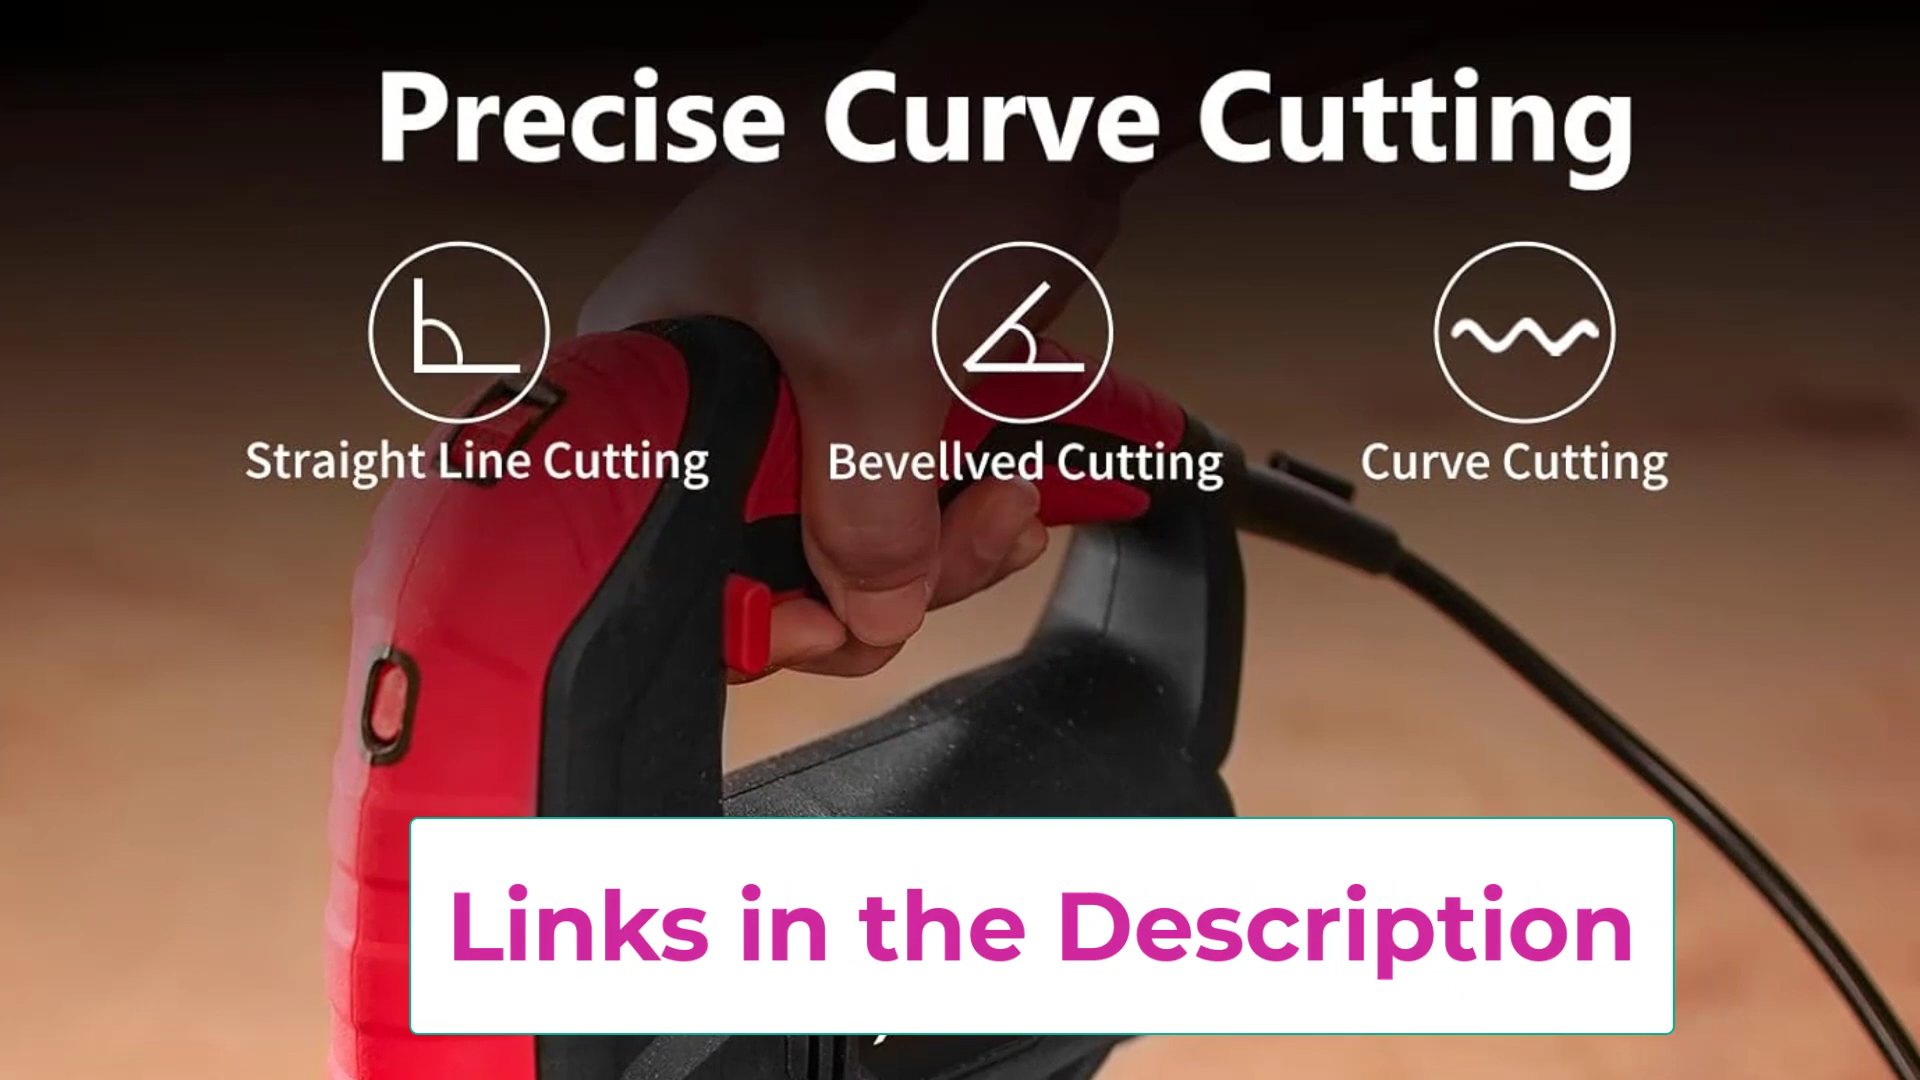 Precise Curve Cutting
Straight Line Cutting
Bevellved Cutting
Curve Cutting
Links in the Description